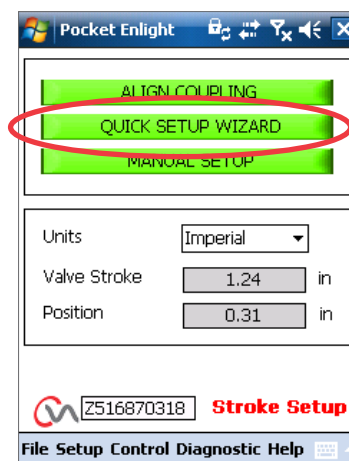 Pocket Enlight
ALIGN COUPLING
QUICK SETUP WIZARD
MANUAL SETUP
Units Imperial
Valve Stroke 1.24 in
Position 0.31 in
Z516870318 Stroke Setup
File Setup Control Diagnostic Help